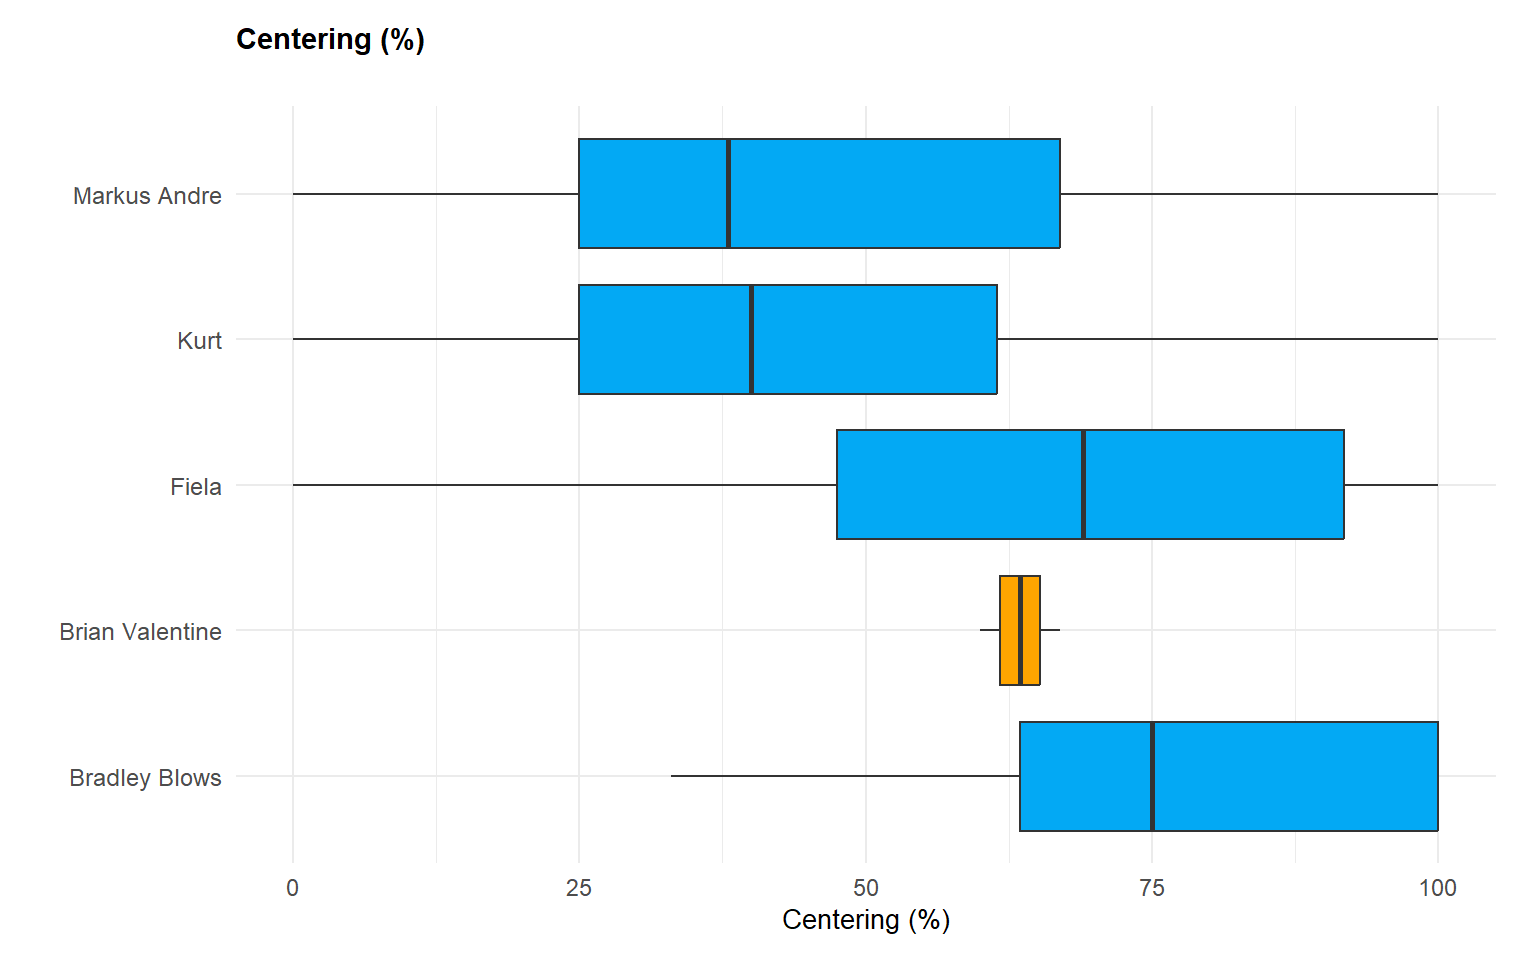 Centering (%)
Markus Andre
Kurt
Fiela
Brian Valentine
Bradley Blows
0 25 50 75 100
Centering (%)